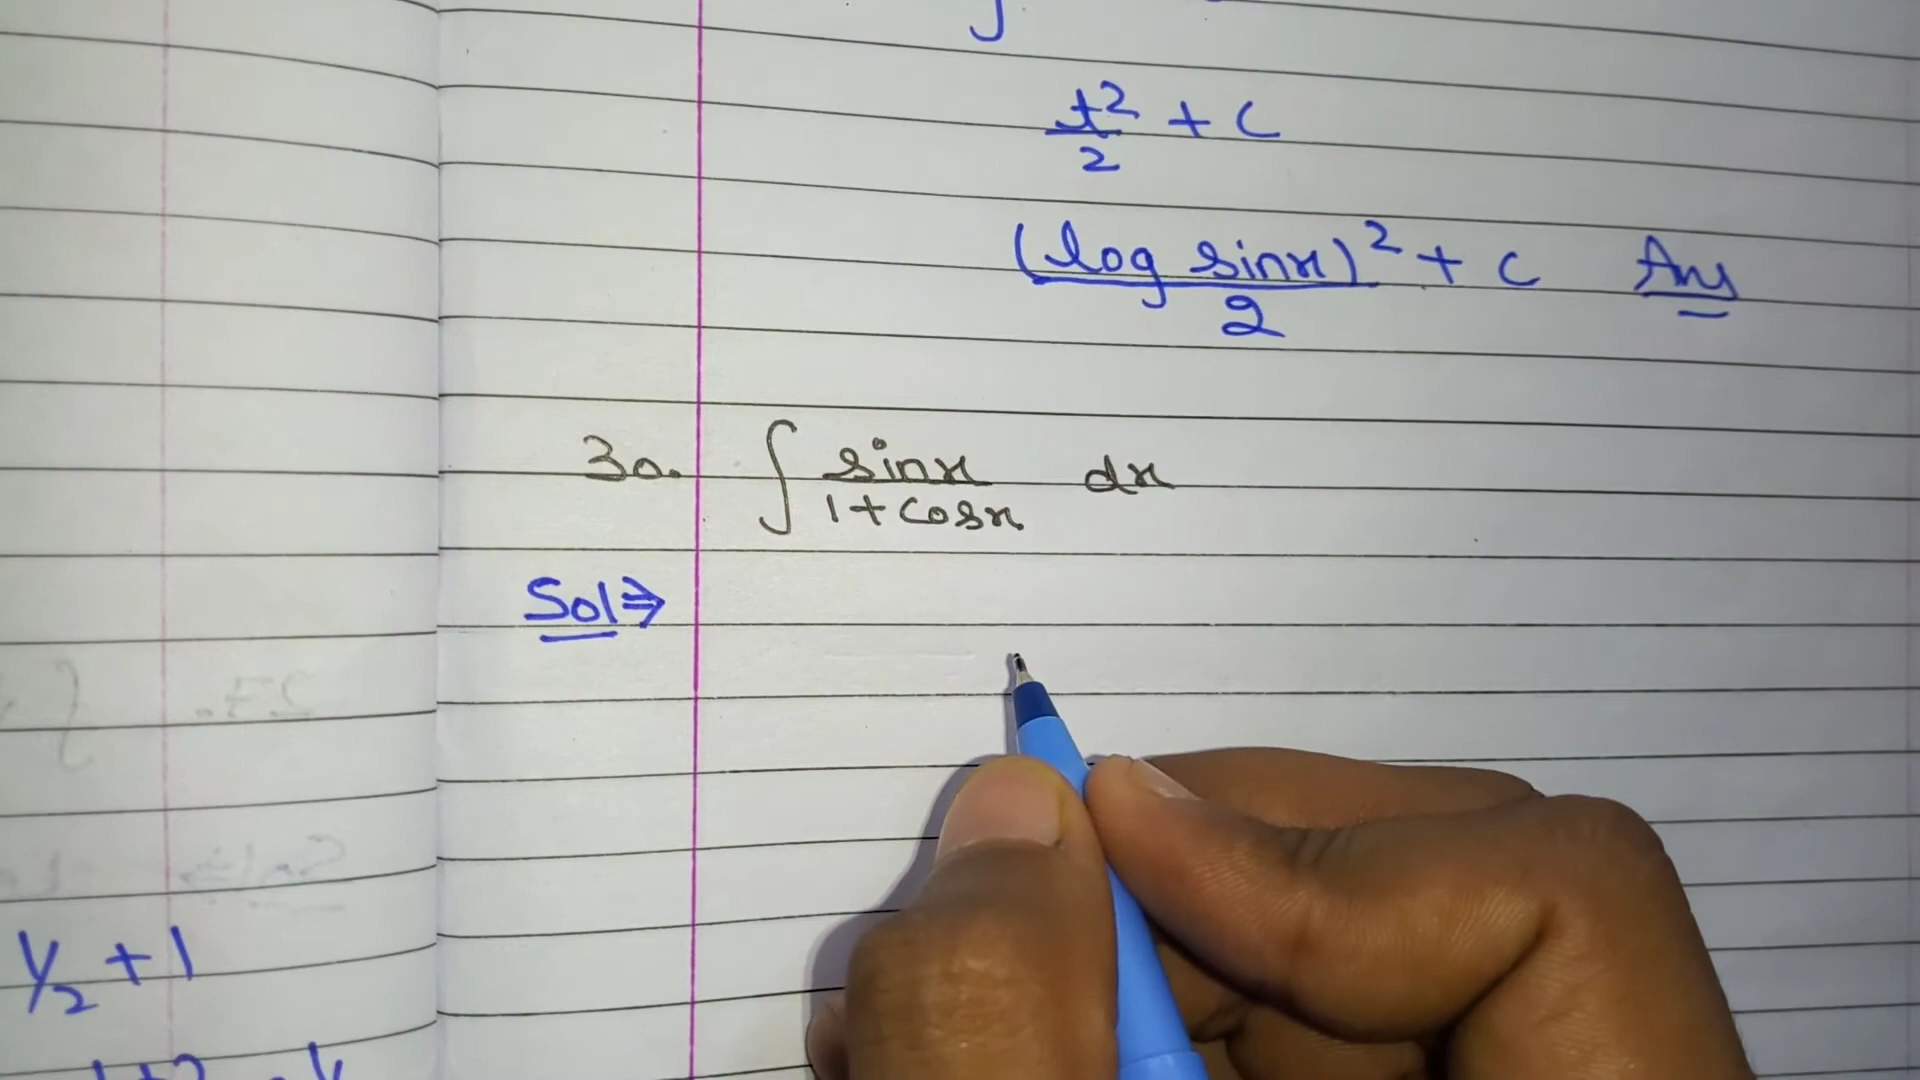 t²/2 + c
(log sinx)²/2 + c Ans
30. ∫ sinx/1+cosx dx
Sol⇒
1/2 + 1